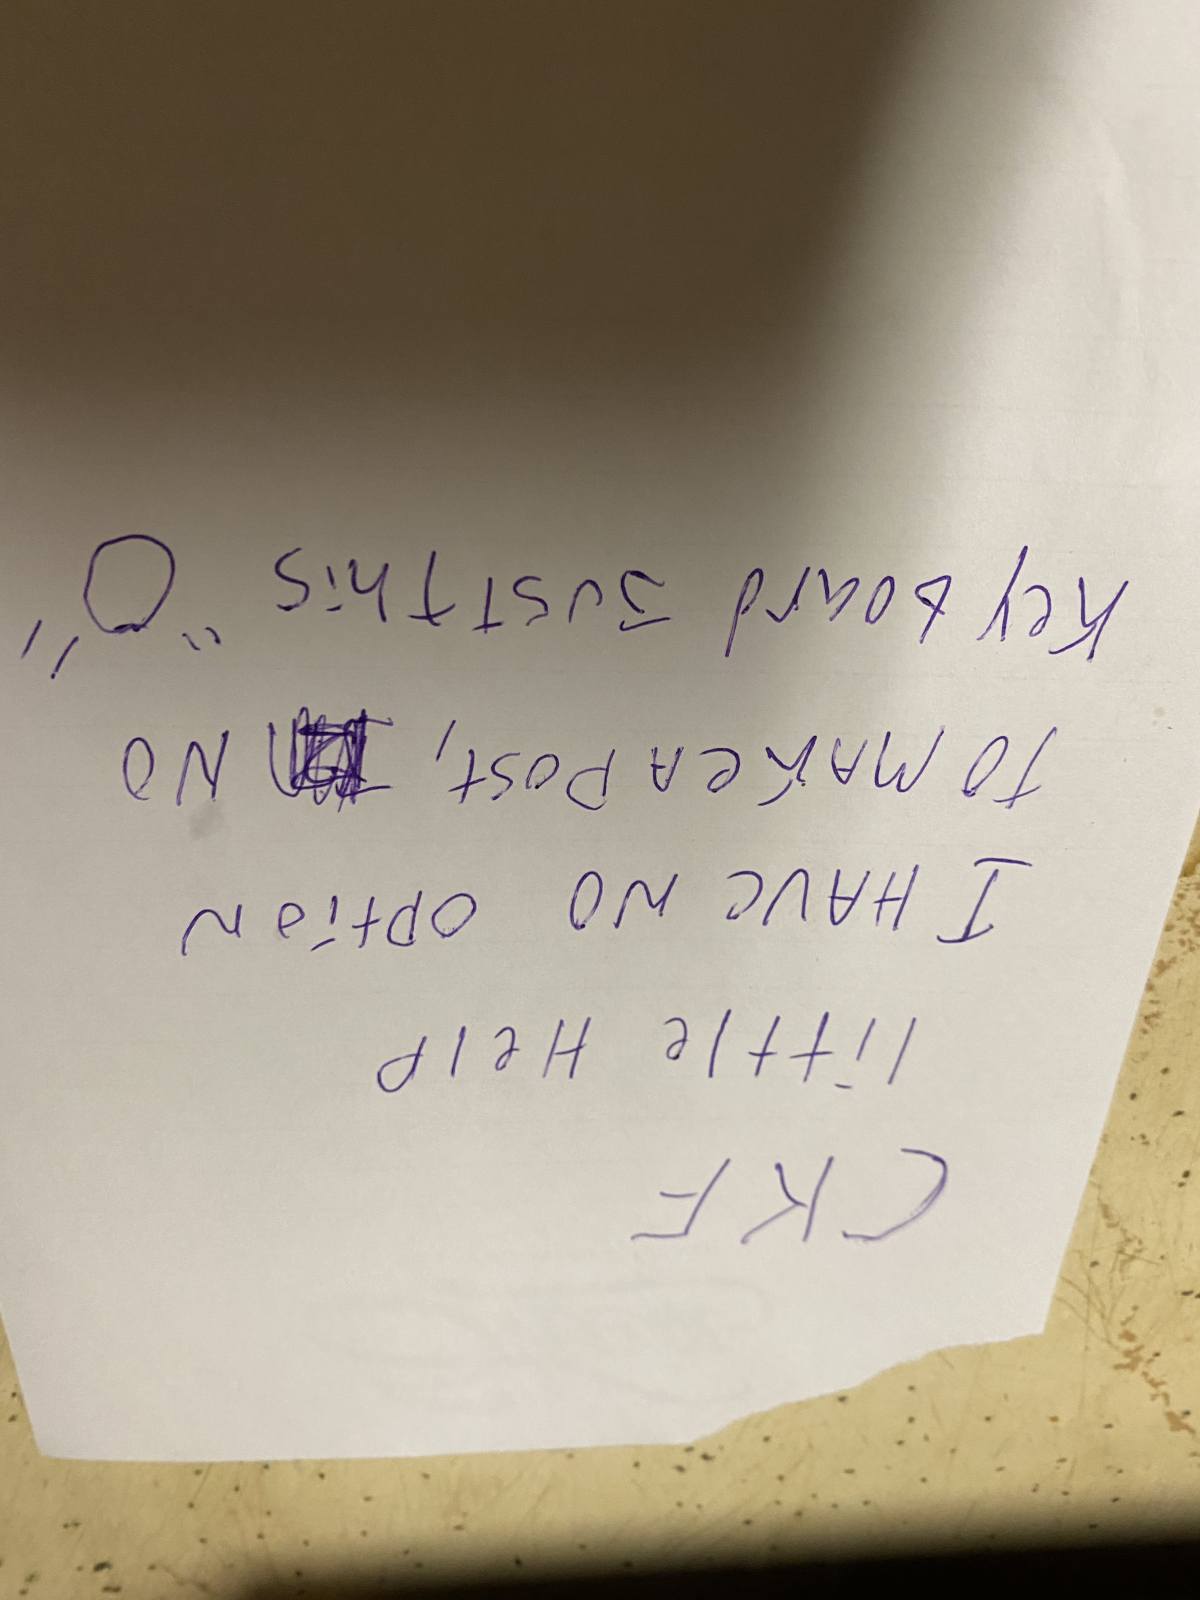 CKF
little Help
I HAVE NO OPtiON
TO MAKe A POST, NO
Key board JUST This "O"